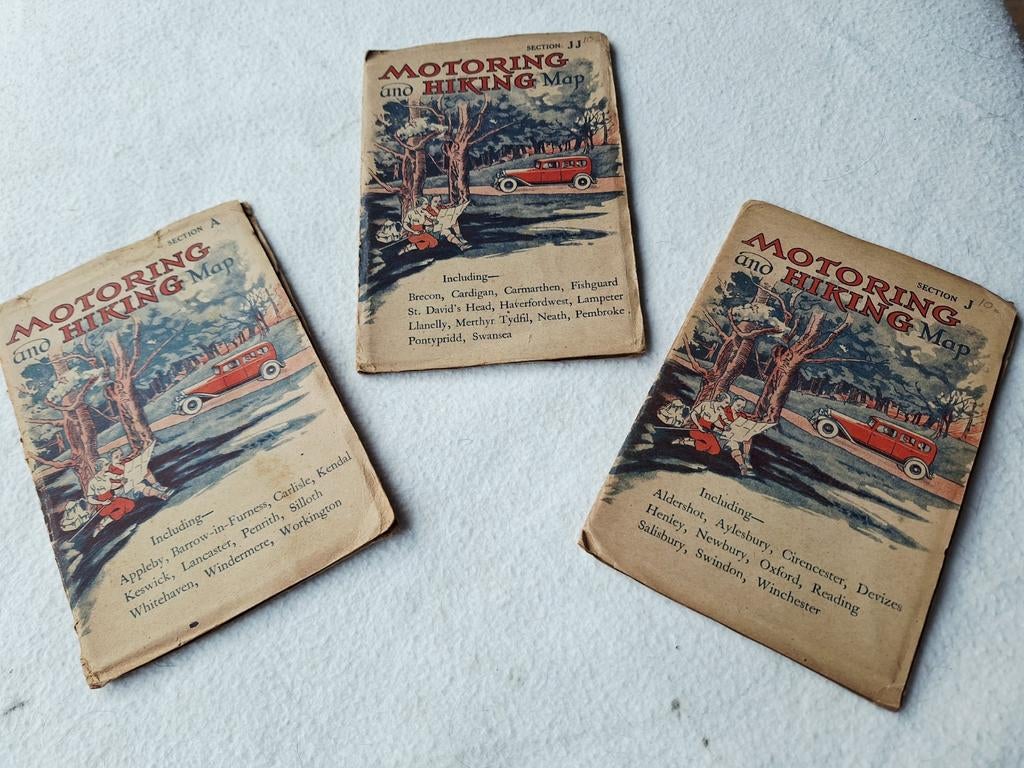 SECTION A
MOTORING
and HIKING Map
Including—
Appleby, Barrow-in-Furness, Carlisle, Kendal
Keswick, Lancaster, Penrith, Silloth
Whitehaven, Windermere, Workington
SECTION JJ
MOTORING
and HIKING Map
Including—
Brecon, Cardigan, Carmarthen, Fishguard
St. David's Head, Haverfordwest, Lampeter
Llanelly, Merthyr Tydfil, Neath, Pembroke
Pontypridd, Swansea
SECTION J 10
MOTORING
and HIKING Map
Including—
Aldershot, Aylesbury, Cirencester, Devizes
Henley, Newbury, Oxford, Reading
Salisbury, Swindon, Winchester